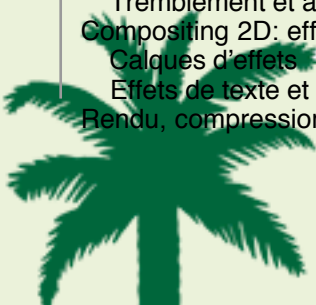 Tremblement et a
Compositing 2D: eff
Calques d'effets
Effets de texte et
Rendu, compression